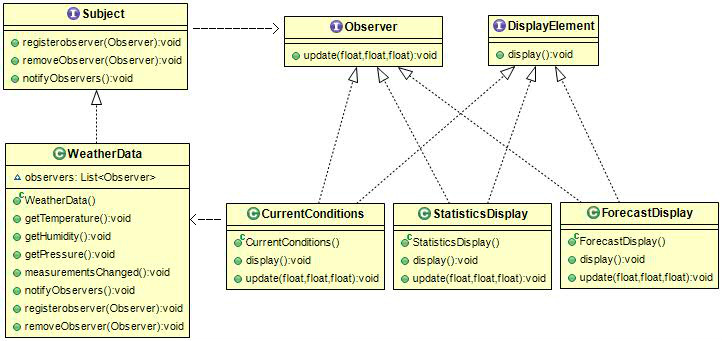 Subject
registerobserver(Observer):void
removeObserver(Observer):void
notifyObservers():void
Observer
update(float,float,float):void
DisplayElement
display():void
WeatherData
observers: List<Observer>
WeatherData()
getTemperature():void
getHumidity():void
getPressure():void
measurementsChanged():void
notifyObservers():void
registerobserver(Observer):void
removeObserver(Observer):void
CurrentConditions
CurrentConditions()
display():void
update(float,float,float):void
StatisticsDisplay
StatisticsDisplay()
display():void
update(float,float,float):void
ForecastDisplay
ForecastDisplay()
display():void
update(float,float,float):void